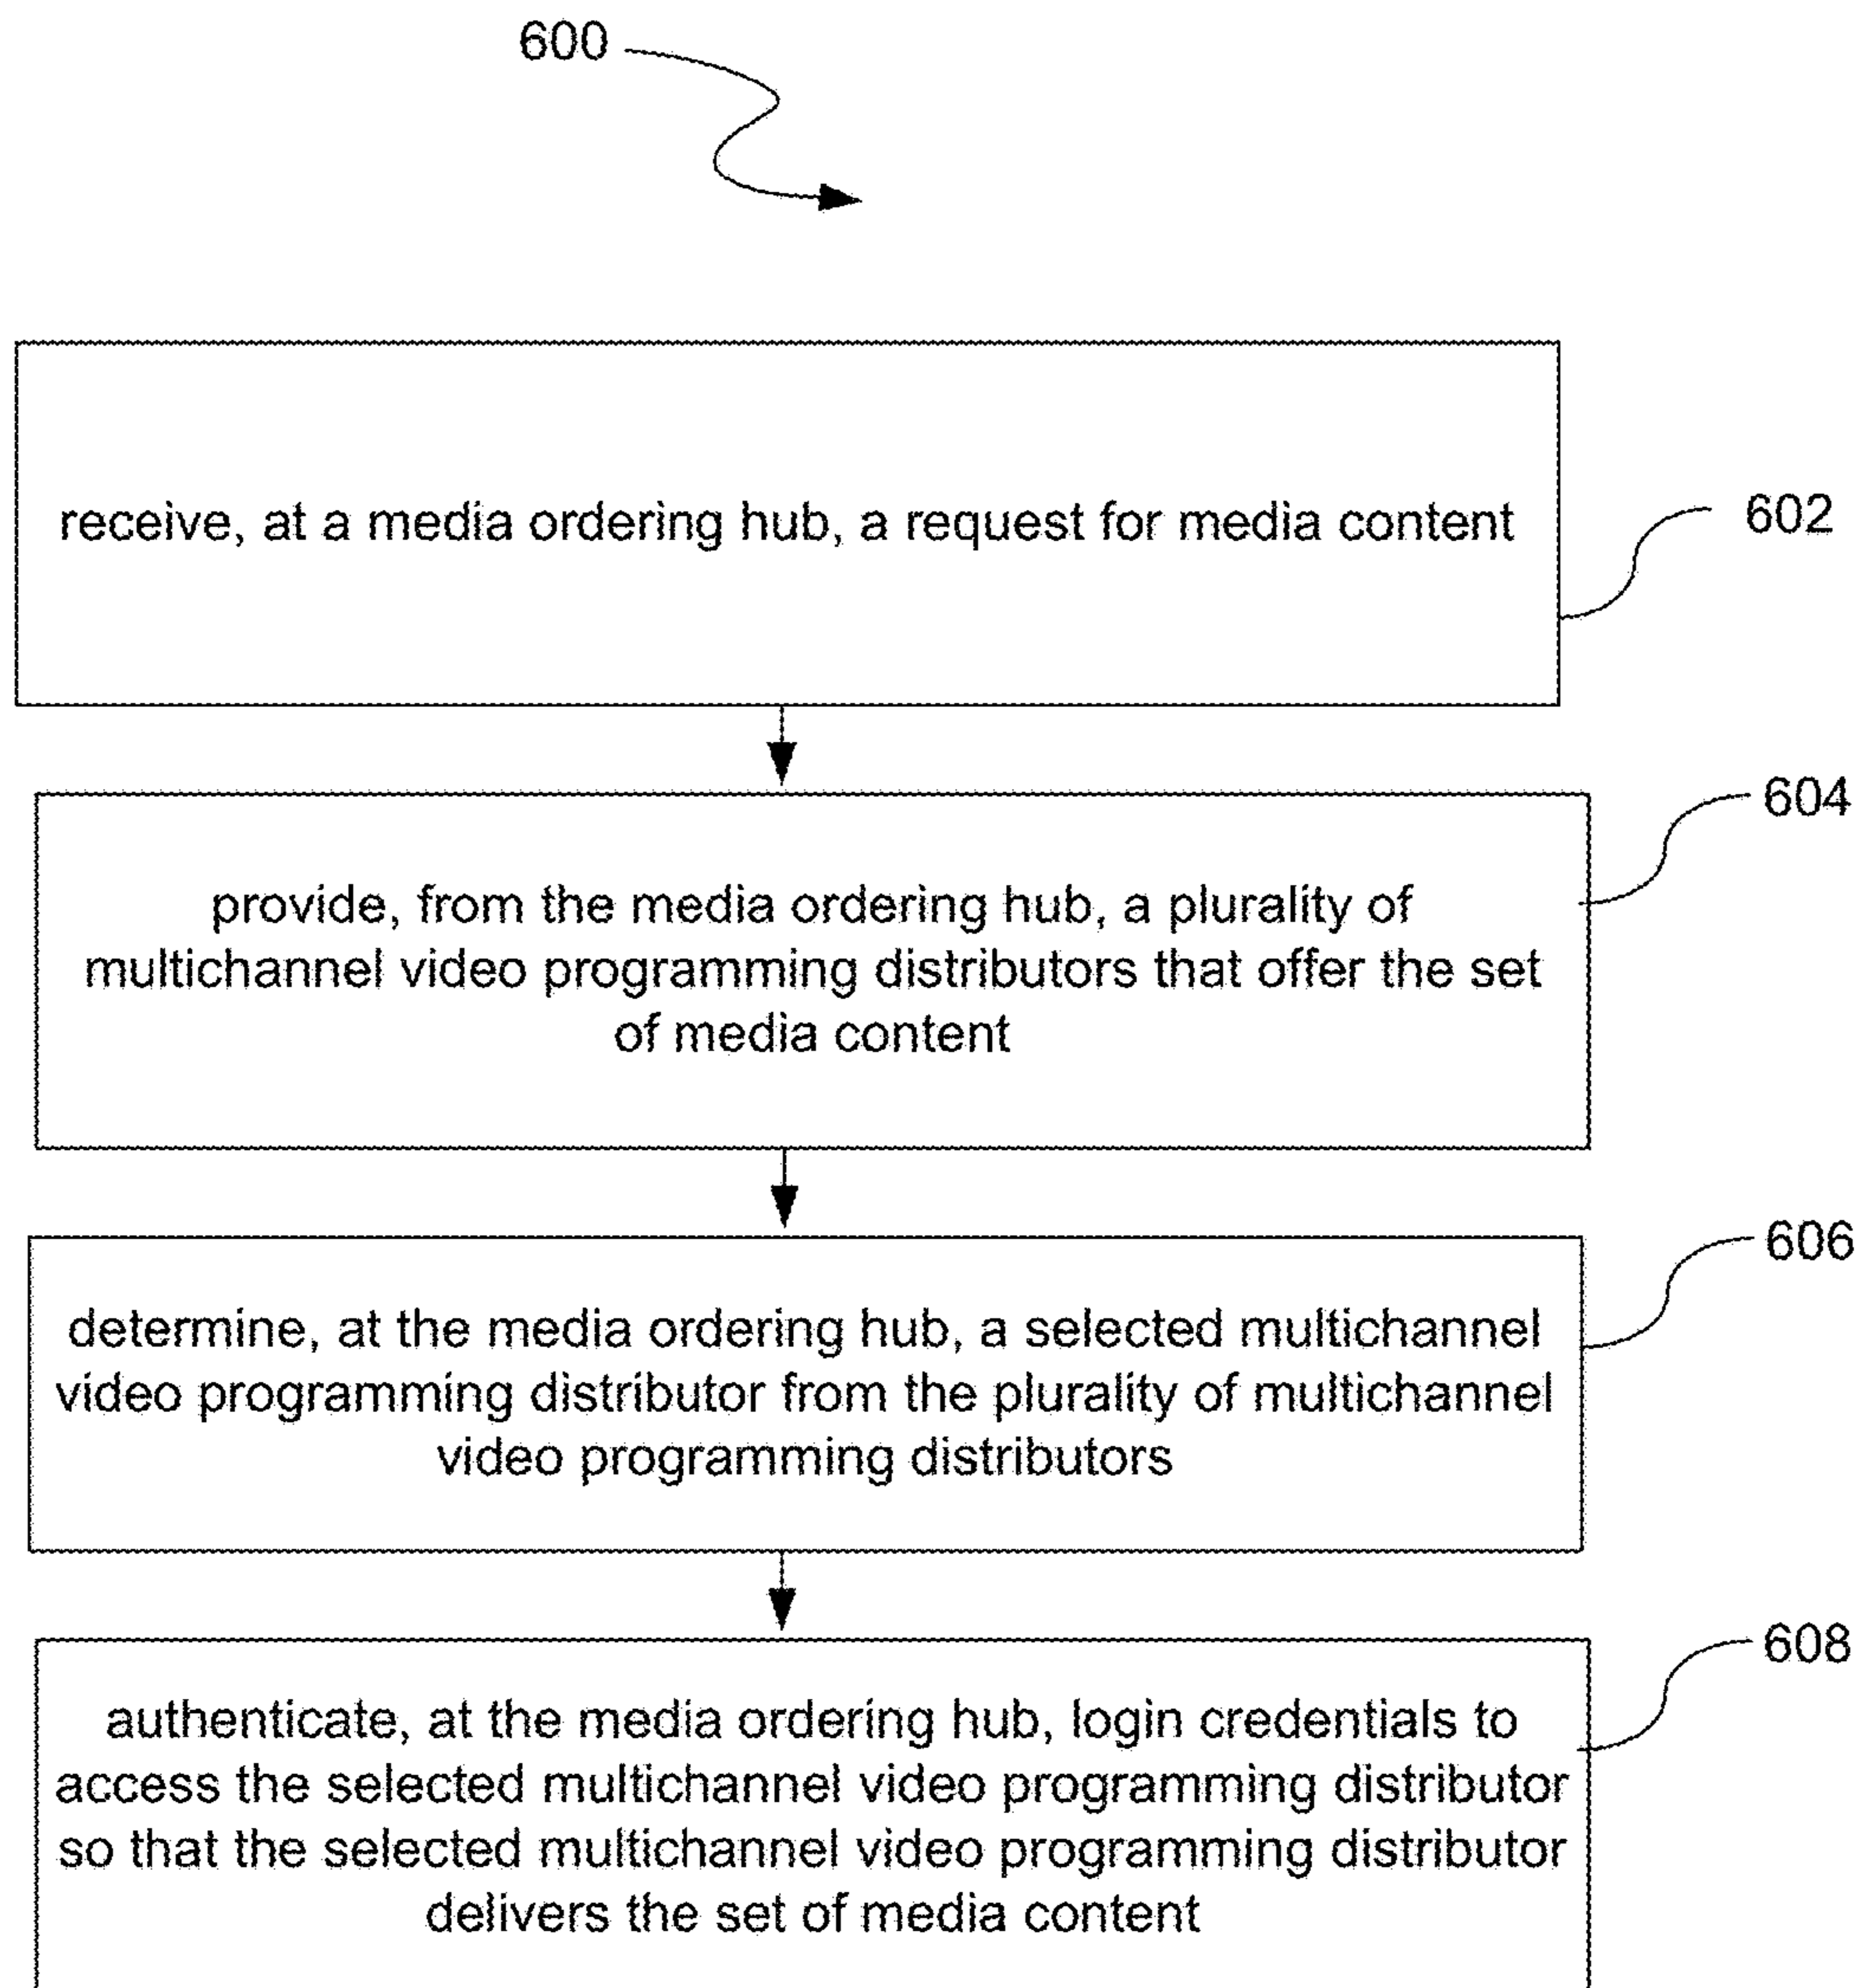 600
receive, at a media ordering hub, a request for media content
602
604
provide, from the media ordering hub, a plurality of
multichannel video programming distributors that offer the set
of media content
606
determine, at the media ordering hub, a selected multichannel
video programming distributor from the plurality of multichannel
video programming distributors
608
authenticate, at the media ordering hub, login credentials to
access the selected multichannel video programming distributor
so that the selected multichannel video programming distributor
delivers the set of media content